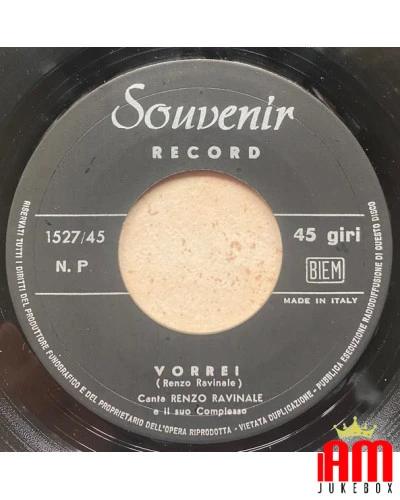 Souvenir
RECORD
1527/45
45 giri
N. P
BIEM
MADE IN ITALY
VORREI
(Renzo Ravinale)
Canta RENZO RAVINALE
e il suo Complesso
RISERVATI TUTTI I DIRITTI DEL PRODUTTORE FONOGRAFICO E DEL PROPRIETARIO DELL'OPERA RIPRODOTTA - VIETATA DUPLICAZIONE - PUBBLICA ESECUZIONE RADIODIFFUSIONE DI QUESTO DISCO
IAM
JUKEBOX